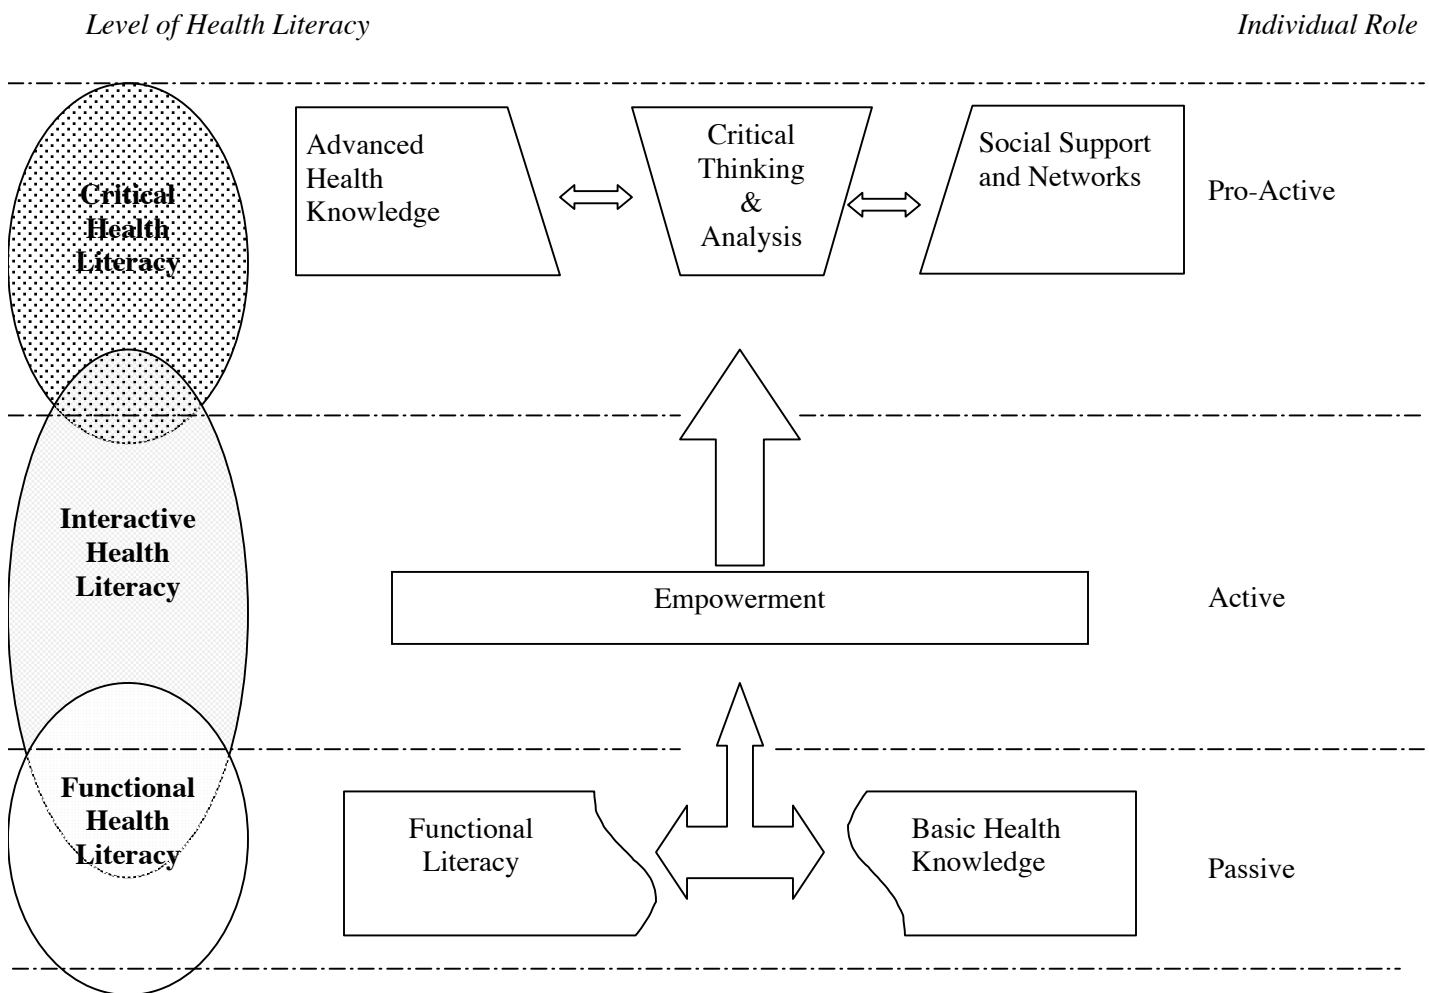 Level of Health Literacy
Individual Role
Critical
Health
Literacy
Advanced
Health
Knowledge
Critical
Thinking
&
Analysis
Social Support
and Networks
Pro-Active
Interactive
Health
Literacy
Empowerment
Active
Functional
Health
Literacy
Functional
Literacy
Basic Health
Knowledge
Passive